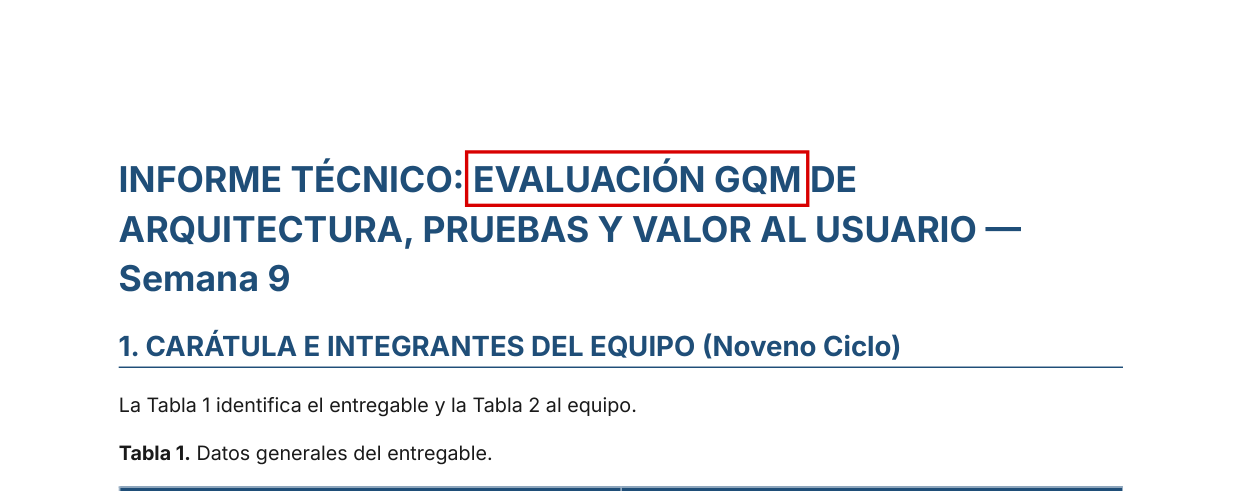 INFORME TÉCNICO: EVALUACIÓN GQM DE
ARQUITECTURA, PRUEBAS Y VALOR AL USUARIO —
Semana 9
1. CARÁTULA E INTEGRANTES DEL EQUIPO (Noveno Ciclo)
La Tabla 1 identifica el entregable y la Tabla 2 al equipo.
Tabla 1. Datos generales del entregable.